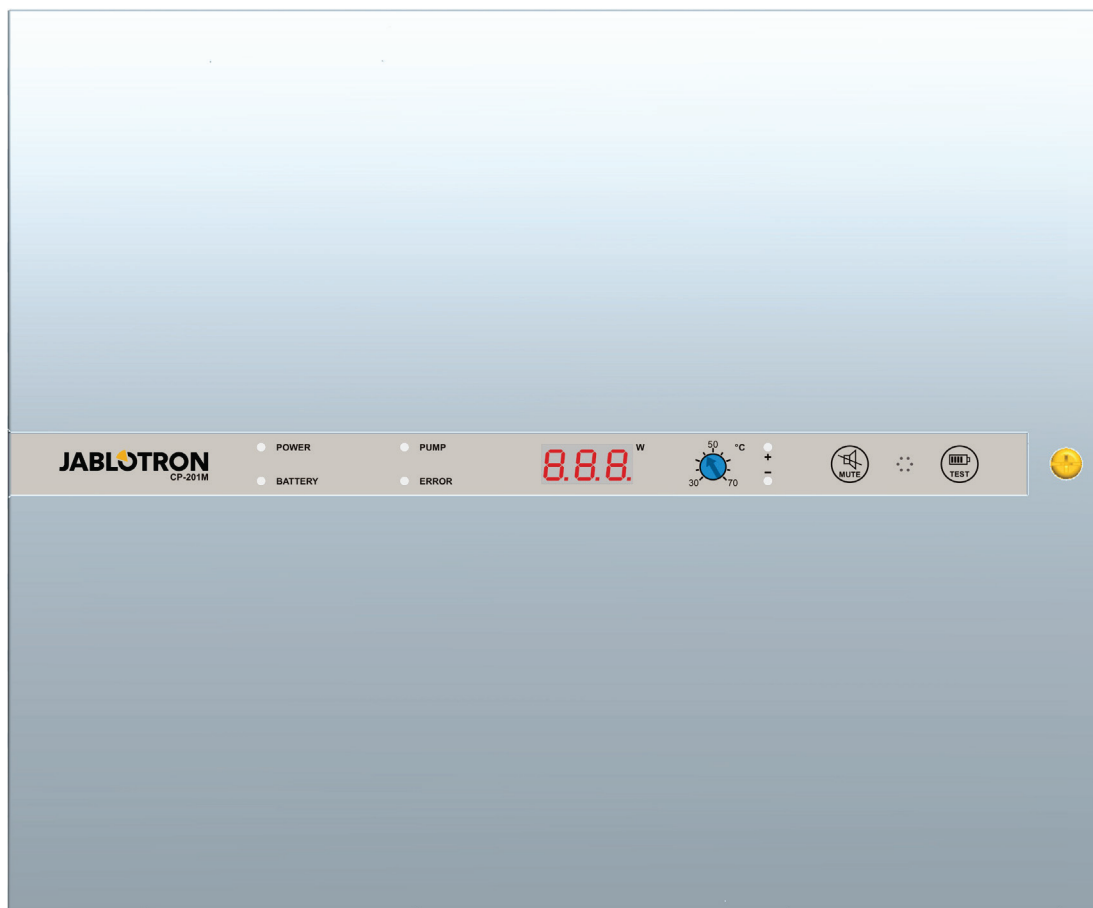 JABLOTRON
CP-201M
POWER
BATTERY
PUMP
ERROR
8.8.8.
W
50
°C
30
70
+
−
MUTE
TEST